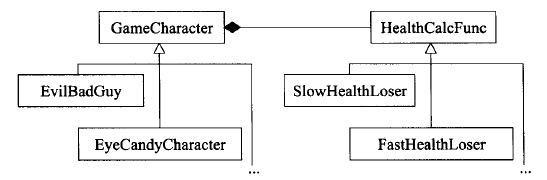 GameCharacter
HealthCalcFunc
EvilBadGuy
SlowHealthLoser
EyeCandyCharacter
FastHealthLoser
...
...